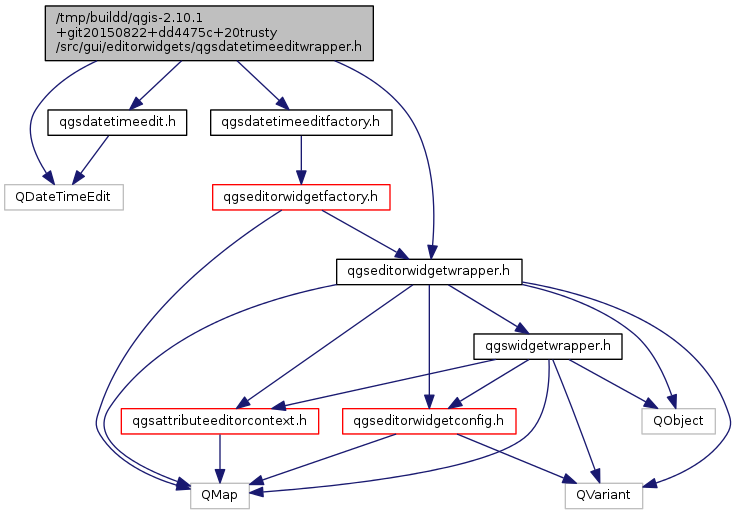 /tmp/buildd/qgis-2.10.1
+git20150822+dd4475c+20trusty
/src/gui/editorwidgets/qgsdatetimeeditwrapper.h
qgsdatetimeedit.h
qgsdatetimeeditfactory.h
QDateTimeEdit
qgseditorwidgetfactory.h
qgseditorwidgetwrapper.h
qgswidgetwrapper.h
qgsattributeeditorcontext.h
qgseditorwidgetconfig.h
QObject
QMap
QVariant